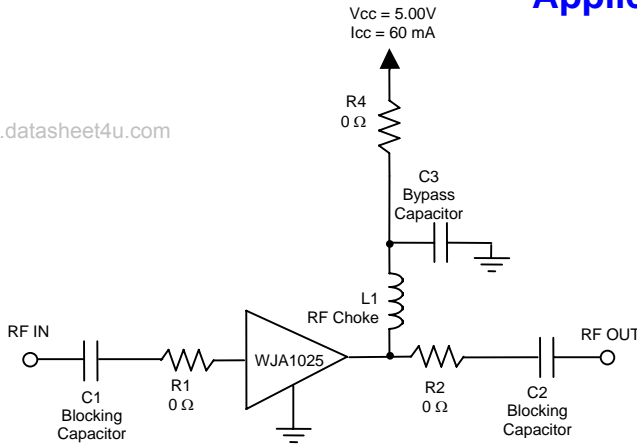 Applic
Vcc = 5.00V
Icc = 60 mA
R4
0 Ω
.datasheet4u.com
C3
Bypass
Capacitor
L1
RF Choke
RF IN
RF OUT
WJA1025
C1
Blocking
Capacitor
R1
0 Ω
R2
0 Ω
C2
Blocking
Capacitor